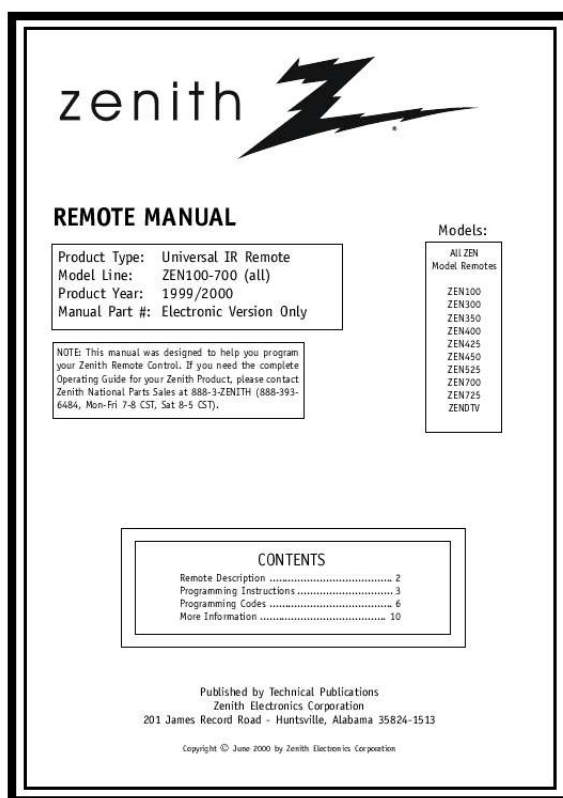 zenith
®
REMOTE MANUAL
Product Type: Universal IR Remote
Model Line: ZEN100-700 (all)
Product Year: 1999/2000
Manual Part #: Electronic Version Only
NOTE: This manual was designed to help you program
your Zenith Remote Control. If you need the complete
Operating Guide for your Zenith Product, please contact
Zenith National Parts Sales at 888-3-ZENITH (888-393-
6484, Mon-Fri 7-8 CST, Sat 8-5 CST).
Models:
All ZEN
Model Remotes
ZEN100
ZEN300
ZEN350
ZEN400
ZEN425
ZEN450
ZEN525
ZEN700
ZEN725
ZENDTV
CONTENTS
Remote Description ........................................ 2
Programming Instructions ................................ 3
Programming Codes ......................................... 6
More Information .......................................... 10
Published by Technical Publications
Zenith Electronics Corporation
201 James Record Road - Huntsville, Alabama 35824-1513
Copyright © June 2000 by Zenith Electronics Corporation